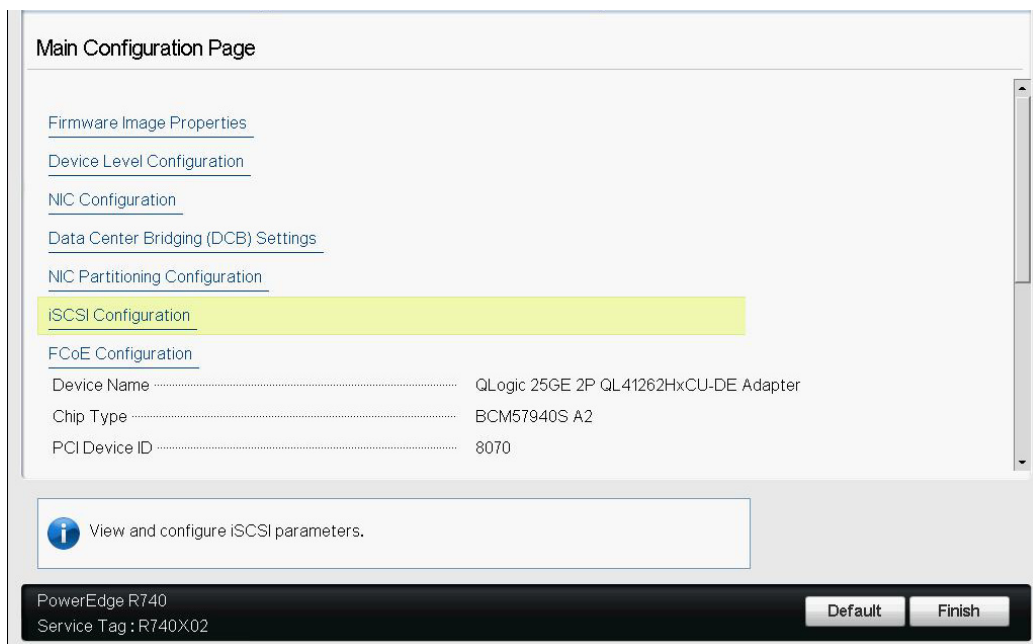 Main Configuration Page
Firmware Image Properties
Device Level Configuration
NIC Configuration
Data Center Bridging (DCB) Settings
NIC Partitioning Configuration
iSCSI Configuration
FCoE Configuration
Device Name QLogic 25GE 2P QL41262HxCU-DE Adapter
Chip Type BCM57940S A2
PCI Device ID 8070
View and configure iSCSI parameters.
PowerEdge R740
Service Tag : R740X02
Default Finish